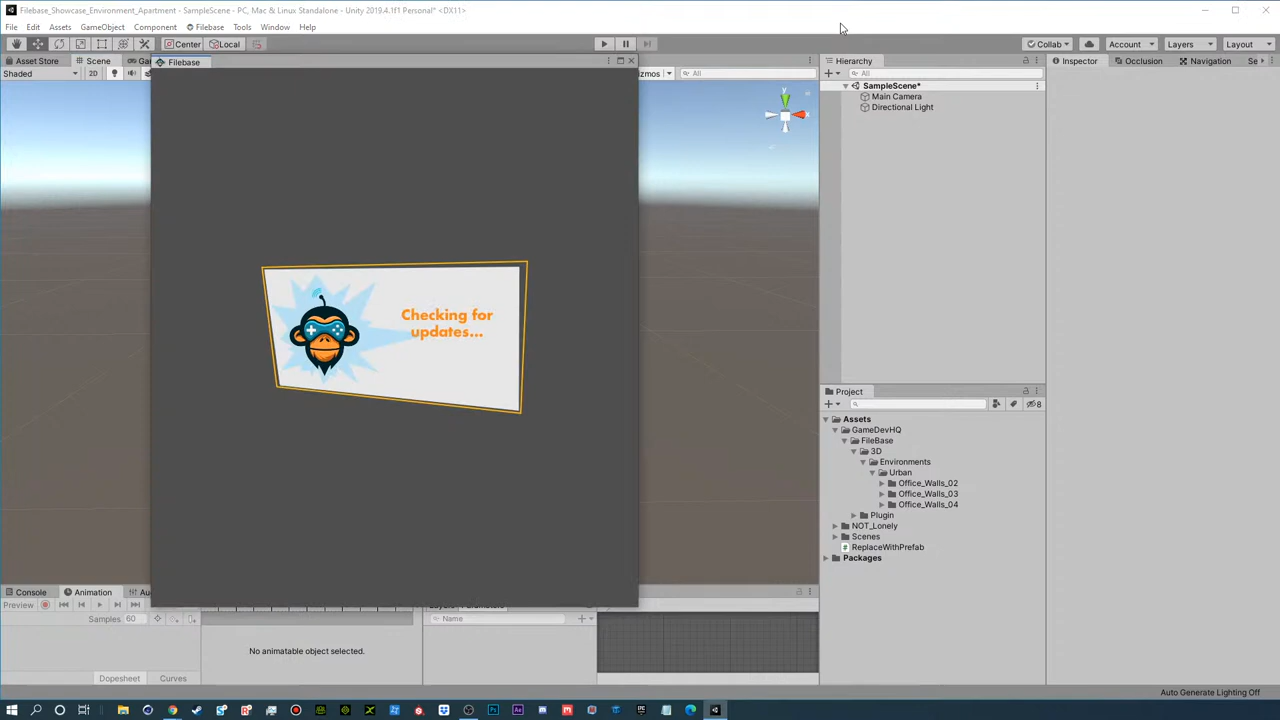 Filebase_Showcase_Environment_Apartment - SampleScene - PC, Mac & Linux Standalone - Unity 2019.4.1f1 Personal* <DX11>
File Edit Assets GameObject Component Filebase Tools Window Help
Center Local Collab Account Layers Layout
Asset Store Scene Filebase Hierarchy Inspector Occlusion Navigation
Shaded 2D All All
SampleScene*
Main Camera
Directional Light
Checking for
updates...
Project
8
Assets
GameDevHQ
FileBase
3D
Environments
Urban
Office_Walls_02
Office_Walls_03
Office_Walls_04
Plugin
NOT_Lonely
Scenes
ReplaceWithPrefab
Packages
Console Animation
Preview
Samples 60 Name
No animatable object selected.
Dopesheet Curves
Auto Generate Lighting Off